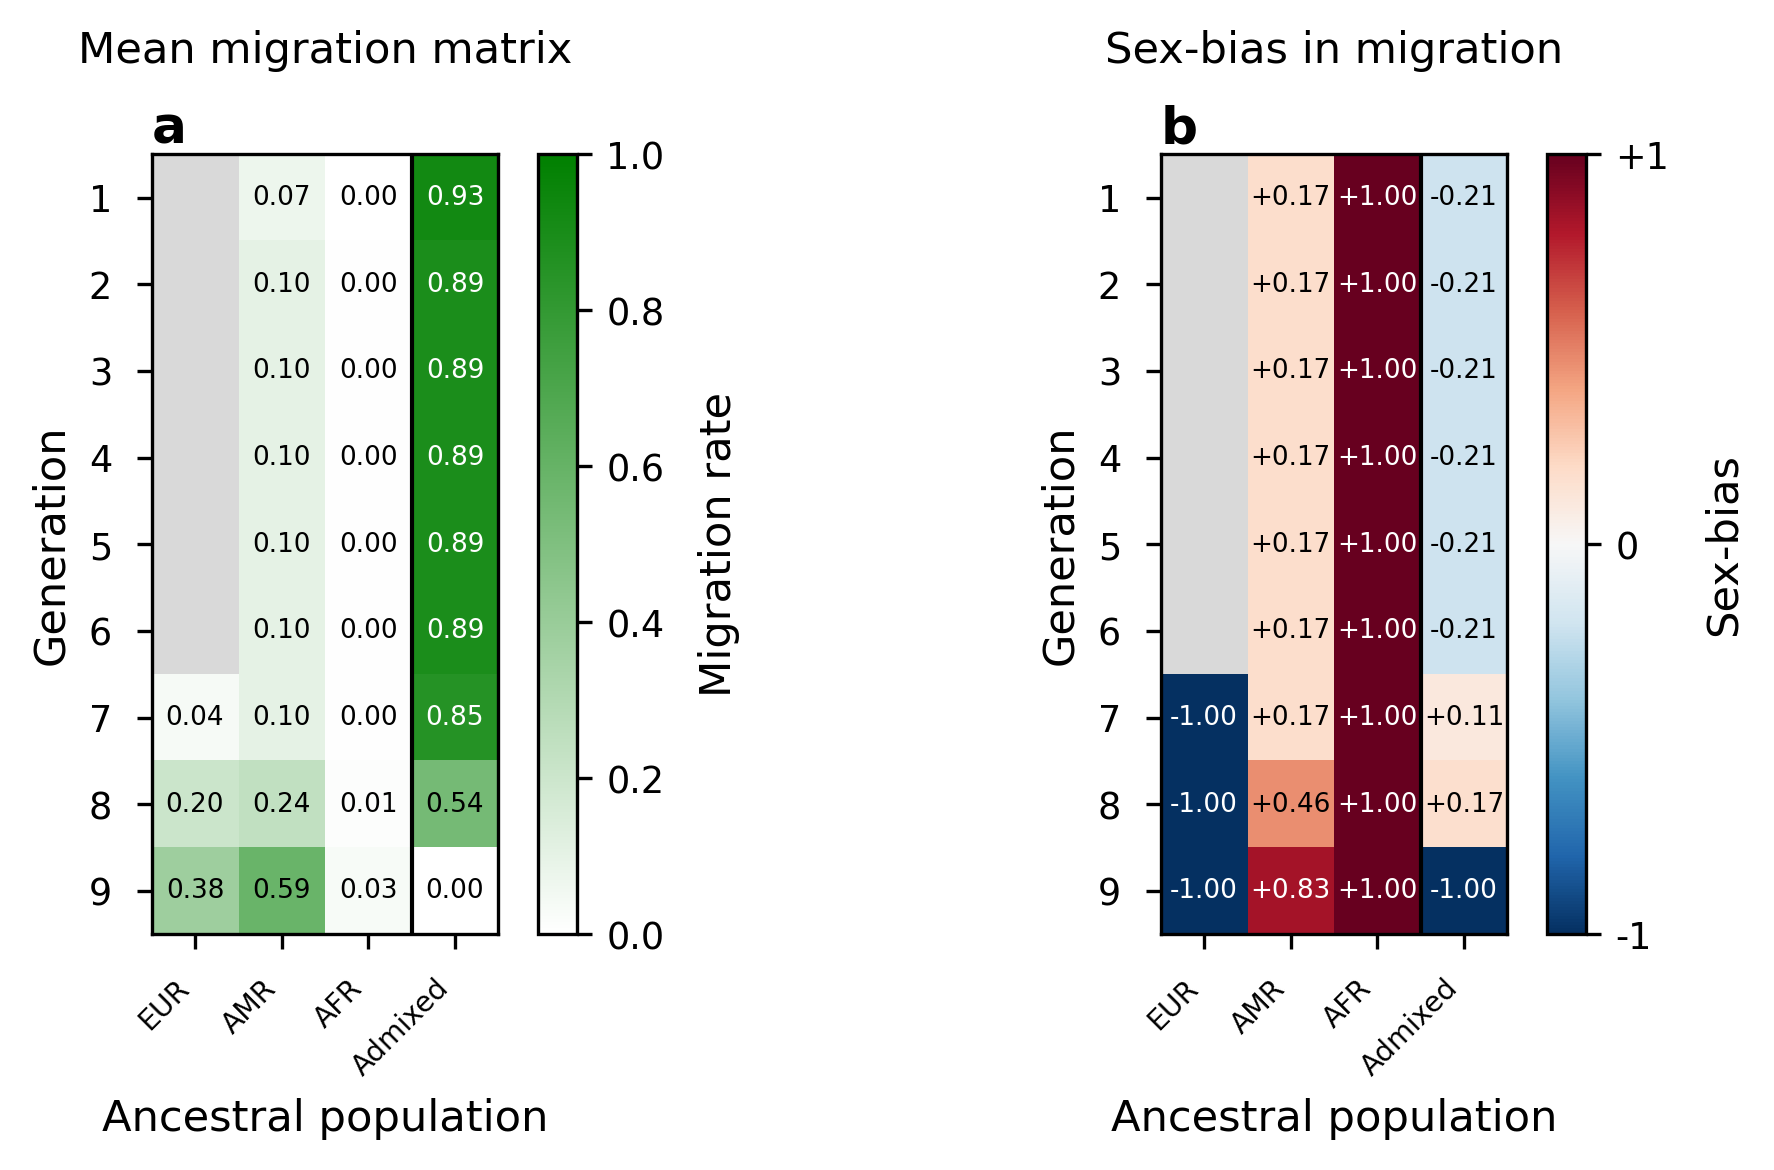 Mean migration matrix
a
Generation
1 0.07 0.00 0.93
2 0.10 0.00 0.89
3 0.10 0.00 0.89
4 0.10 0.00 0.89
5 0.10 0.00 0.89
6 0.10 0.00 0.89
7 0.04 0.10 0.00 0.85
8 0.20 0.24 0.01 0.54
9 0.38 0.59 0.03 0.00
EUR AMR AFR Admixed
Ancestral population
1.0
0.8
0.6
0.4
0.2
0.0
Migration rate
Sex-bias in migration
b
Generation
1 +0.17 +1.00 -0.21
2 +0.17 +1.00 -0.21
3 +0.17 +1.00 -0.21
4 +0.17 +1.00 -0.21
5 +0.17 +1.00 -0.21
6 +0.17 +1.00 -0.21
7 -1.00 +0.17 +1.00 +0.11
8 -1.00 +0.46 +1.00 +0.17
9 -1.00 +0.83 +1.00 -1.00
EUR AMR AFR Admixed
Ancestral population
+1
0
-1
Sex-bias